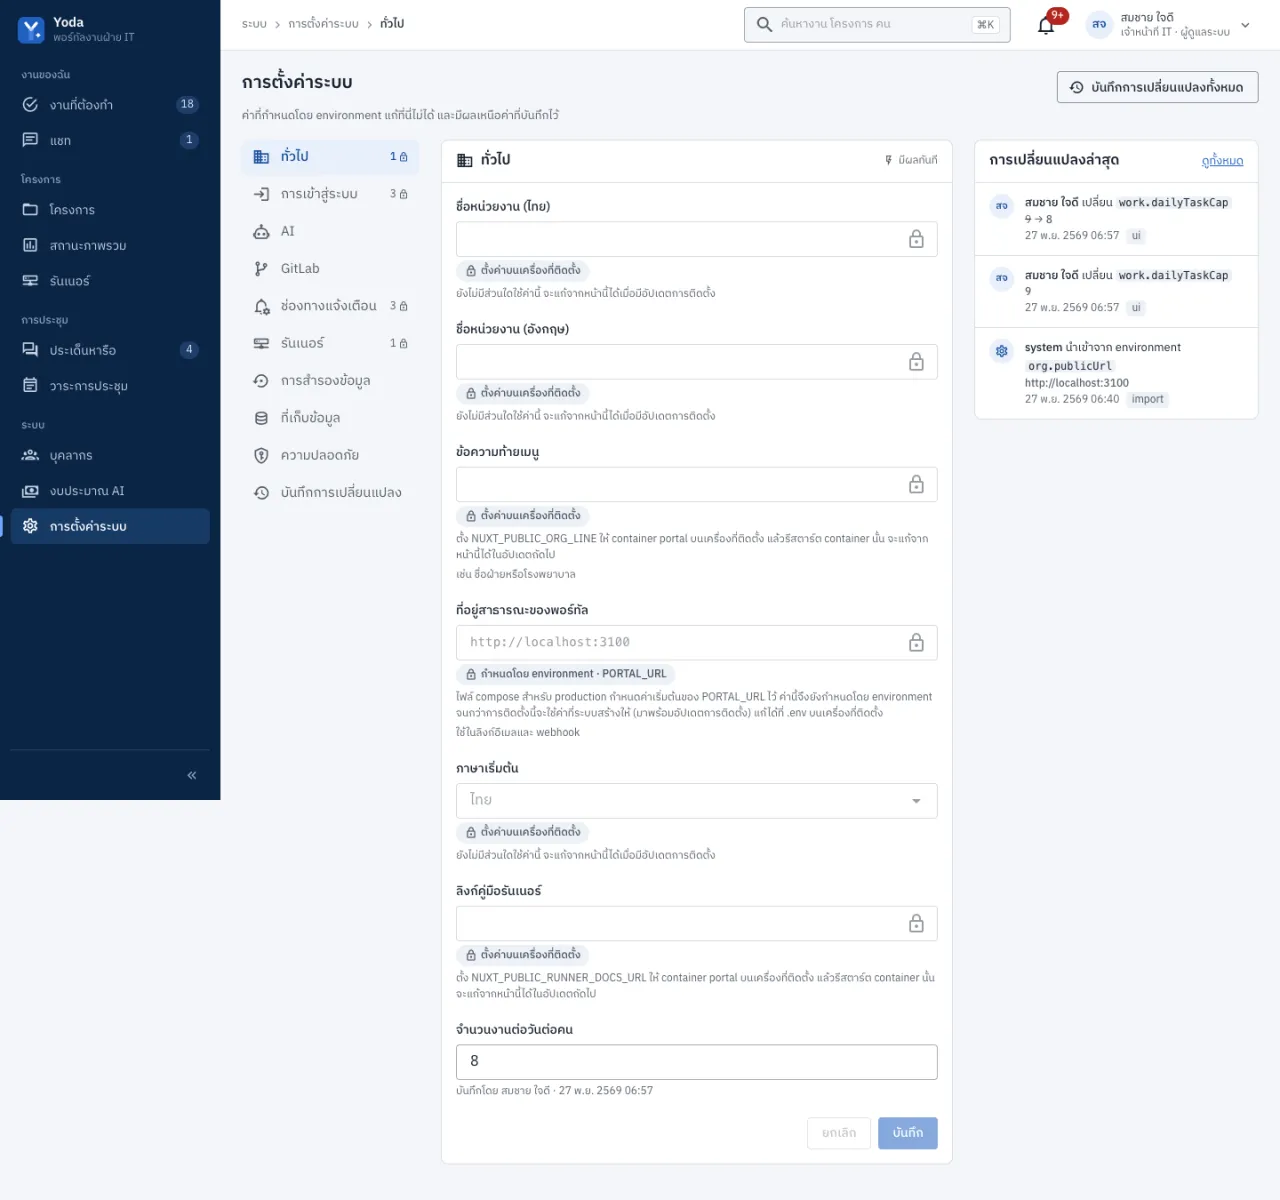 Yoda
พอร์ทัลงานฝ่าย IT
งานของฉัน
งานที่ต้องทำ 18
แชท 1
โครงการ
โครงการ
สถานะภาพรวม
รันเนอร์
การประชุม
ประเด็นหารือ 4
วาระการประชุม
ระบบ
บุคลากร
งบประมาณ AI
การตั้งค่าระบบ
«
ระบบ › การตั้งค่าระบบ › ทั่วไป
ค้นหางาน โครงการ คน ⌘K
9+
สจ
สมชาย ใจดี
เจ้าหน้าที่ IT · ผู้ดูแลระบบ
การตั้งค่าระบบ
บันทึกการเปลี่ยนแปลงทั้งหมด
ค่าที่กำหนดโดย environment แก้ที่นี่ไม่ได้ และมีผลเหนือค่าที่บันทึกไว้
ทั่วไป 1
การเข้าสู่ระบบ 3
AI
GitLab
ช่องทางแจ้งเตือน 3
รันเนอร์ 1
การสำรองข้อมูล
ที่เก็บข้อมูล
ความปลอดภัย
บันทึกการเปลี่ยนแปลง
ทั่วไป มีผลทันที
ชื่อหน่วยงาน (ไทย)
ตั้งค่าบนเครื่องที่ติดตั้ง
ยังไม่มีส่วนใดใช้ค่านี้ จะแก้จากหน้านี้ได้เมื่อมีอัปเดตการติดตั้ง
ชื่อหน่วยงาน (อังกฤษ)
ตั้งค่าบนเครื่องที่ติดตั้ง
ยังไม่มีส่วนใดใช้ค่านี้ จะแก้จากหน้านี้ได้เมื่อมีอัปเดตการติดตั้ง
ข้อความท้ายเมนู
ตั้งค่าบนเครื่องที่ติดตั้ง
ตั้ง NUXT_PUBLIC_ORG_LINE ให้ container portal บนเครื่องที่ติดตั้ง แล้วรีสตาร์ต container นั้น จะแก้จาก
หน้านี้ได้ในอัปเดตถัดไป
เช่น ชื่อฝ่ายหรือโรงพยาบาล
ที่อยู่สาธารณะของพอร์ทัล
http://localhost:3100
กำหนดโดย environment · PORTAL_URL
ไฟล์ compose สำหรับ production กำหนดค่าเริ่มต้นของ PORTAL_URL ไว้ ค่านี้จึงยังกำหนดโดย environment
จนกว่าการติดตั้งนี้จะใช้ค่าที่ระบบสร้างให้ (มาพร้อมอัปเดตการติดตั้ง) แก้ได้ที่ .env บนเครื่องที่ติดตั้ง
ใช้ในลิงก์อีเมลและ webhook
ภาษาเริ่มต้น
ไทย
ตั้งค่าบนเครื่องที่ติดตั้ง
ยังไม่มีส่วนใดใช้ค่านี้ จะแก้จากหน้านี้ได้เมื่อมีอัปเดตการติดตั้ง
ลิงก์คู่มือรันเนอร์
ตั้งค่าบนเครื่องที่ติดตั้ง
ตั้ง NUXT_PUBLIC_RUNNER_DOCS_URL ให้ container portal บนเครื่องที่ติดตั้ง แล้วรีสตาร์ต container นั้น
จะแก้จากหน้านี้ได้ในอัปเดตถัดไป
จำนวนงานต่อวันต่อคน
8
บันทึกโดย สมชาย ใจดี · 27 พ.ย. 2569 06:57
ยกเลิก บันทึก
การเปลี่ยนแปลงล่าสุด ดูทั้งหมด
สจ
สมชาย ใจดี เปลี่ยน work.dailyTaskCap
9 → 8
27 พ.ย. 2569 06:57 ui
สจ
สมชาย ใจดี เปลี่ยน work.dailyTaskCap
9
27 พ.ย. 2569 06:57 ui
system นำเข้าจาก environment
org.publicUrl
http://localhost:3100
27 พ.ย. 2569 06:40 import